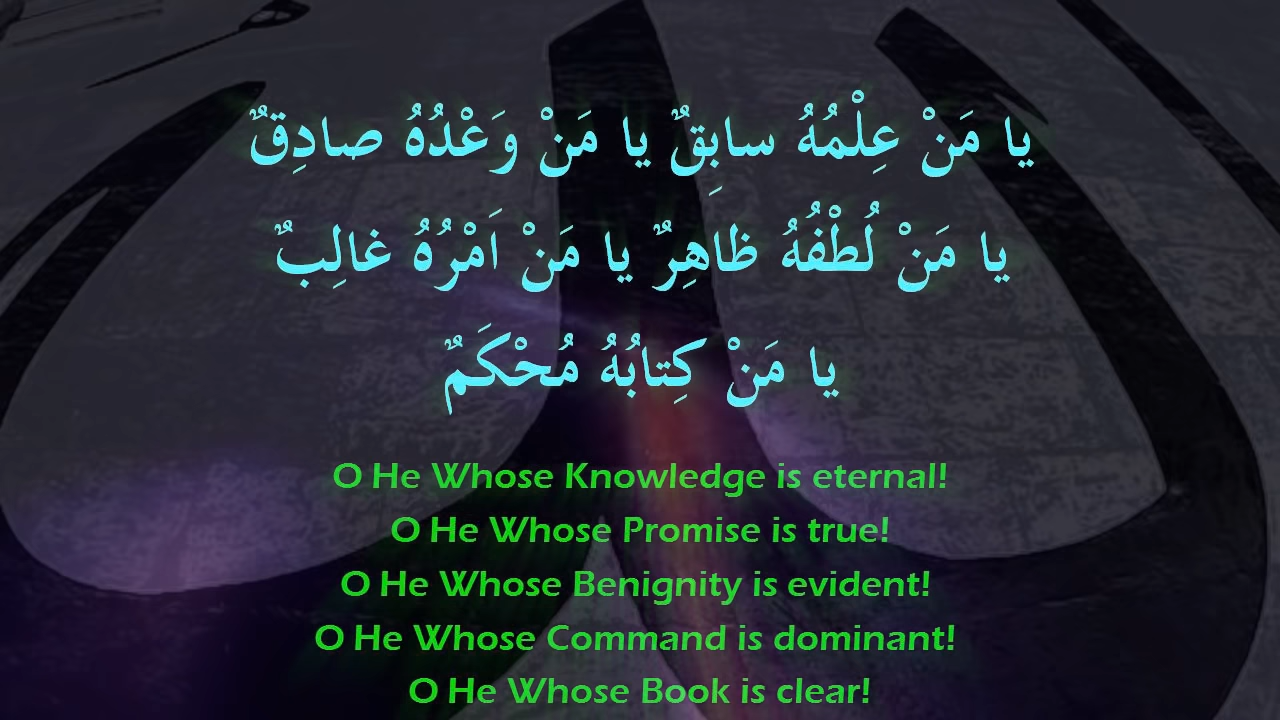 يا مَنْ عِلْمُهُ سابِقٌ يا مَنْ وَعْدُهُ صادِقٌ
يا مَنْ لُطْفُهُ ظاهِرٌ يا مَنْ اَمْرُهُ غالِبٌ
يا مَنْ كِتابُهُ مُحْكَمٌ
O He Whose Knowledge is eternal!
O He Whose Promise is true!
O He Whose Benignity is evident!
O He Whose Command is dominant!
O He Whose Book is clear!